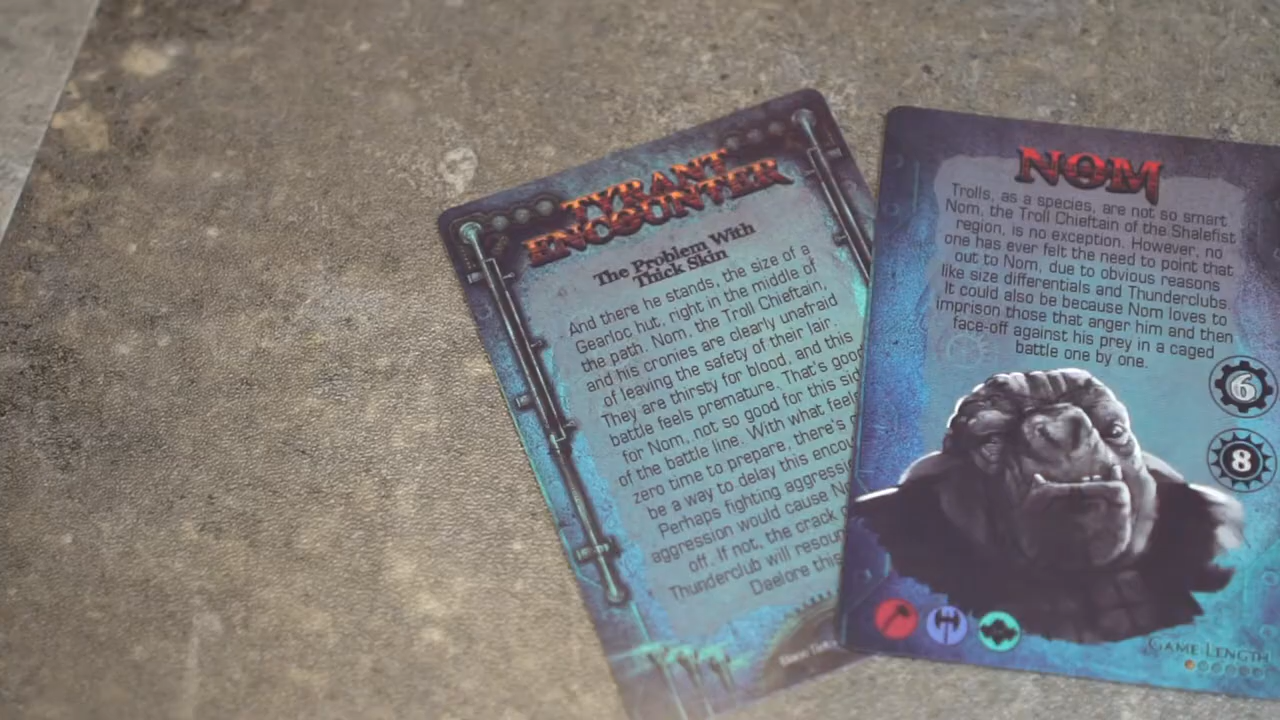 TYRANT
ENCOUNTER
The Problem With
Thick Skin
And there he stands, the size of a
Gearloc hut, right in the middle of
the path. Nom, the Troll Chieftain,
and his cronies are clearly unafraid
of leaving the safety of their lair.
They are thirsty for blood, and this
battle feels premature. That's good
for Nom, not so good for this
of the battle line. With what
zero time to prepare, there's
be a way to delay this
Perhaps fighting
aggression would cause
off. If not, the crack
Thunderclub will
Daelore this
NOM
Trolls, as a species, are not so smart.
Nom, the Troll Chieftain of the Shalefist
region, is no exception. However, no
one has ever felt the need to point that
out to Nom, due to obvious reasons
like size differentials and Thunderclubs.
It could also be because Nom loves to
imprison those that anger him and then
face-off against his prey in a caged
battle one by one.
6
8
GAME LENGTH